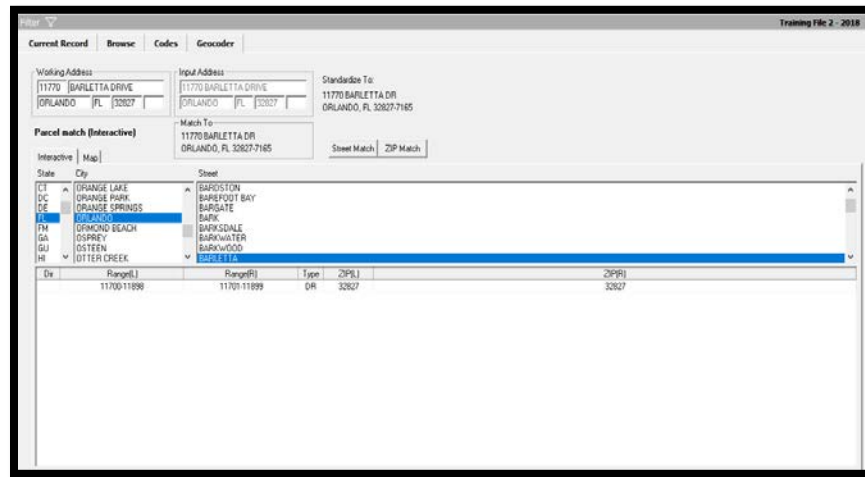 Filter
Training File 2 - 2018
Current Record Browse Codes Geocoder
Working Address
11770 BARLETTA DRIVE
ORLANDO FL 32827
Input Address
11770 BARLETTA DRIVE
ORLANDO FL 32827
Standardize To:
11770 BARLETTA DR
ORLANDO, FL 32827-7165
Parcel match (Interactive)
Match To
11770 BARLETTA DR
ORLANDO, FL 32827-7165
Street Match ZIP Match
Interactive Map
State City Street
CT ORANGE LAKE BARDSTON
DC ORANGE PARK BAREFOOT BAY
DE ORANGE SPRINGS BARGATE
FL ORLANDO BARK
FM ORMOND BEACH BARKSDALE
GA OSPREY BARKWATER
GU OSTEEN BARKWOOD
HI OTTER CREEK BARLETTA
Dir Range(L) Range(R) Type ZIP(L) ZIP(R)
11700-11898 11701-11899 DR 32827 32827